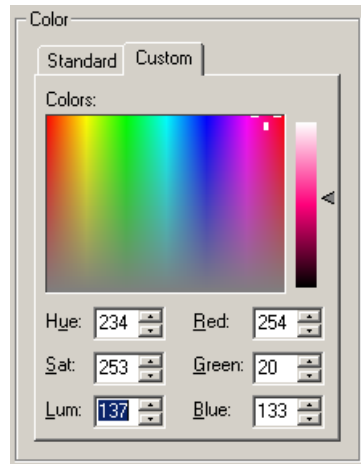 Color
Standard Custom
Colors:
Hue: 234 Red: 254
Sat: 253 Green: 20
Lum: 137 Blue: 133